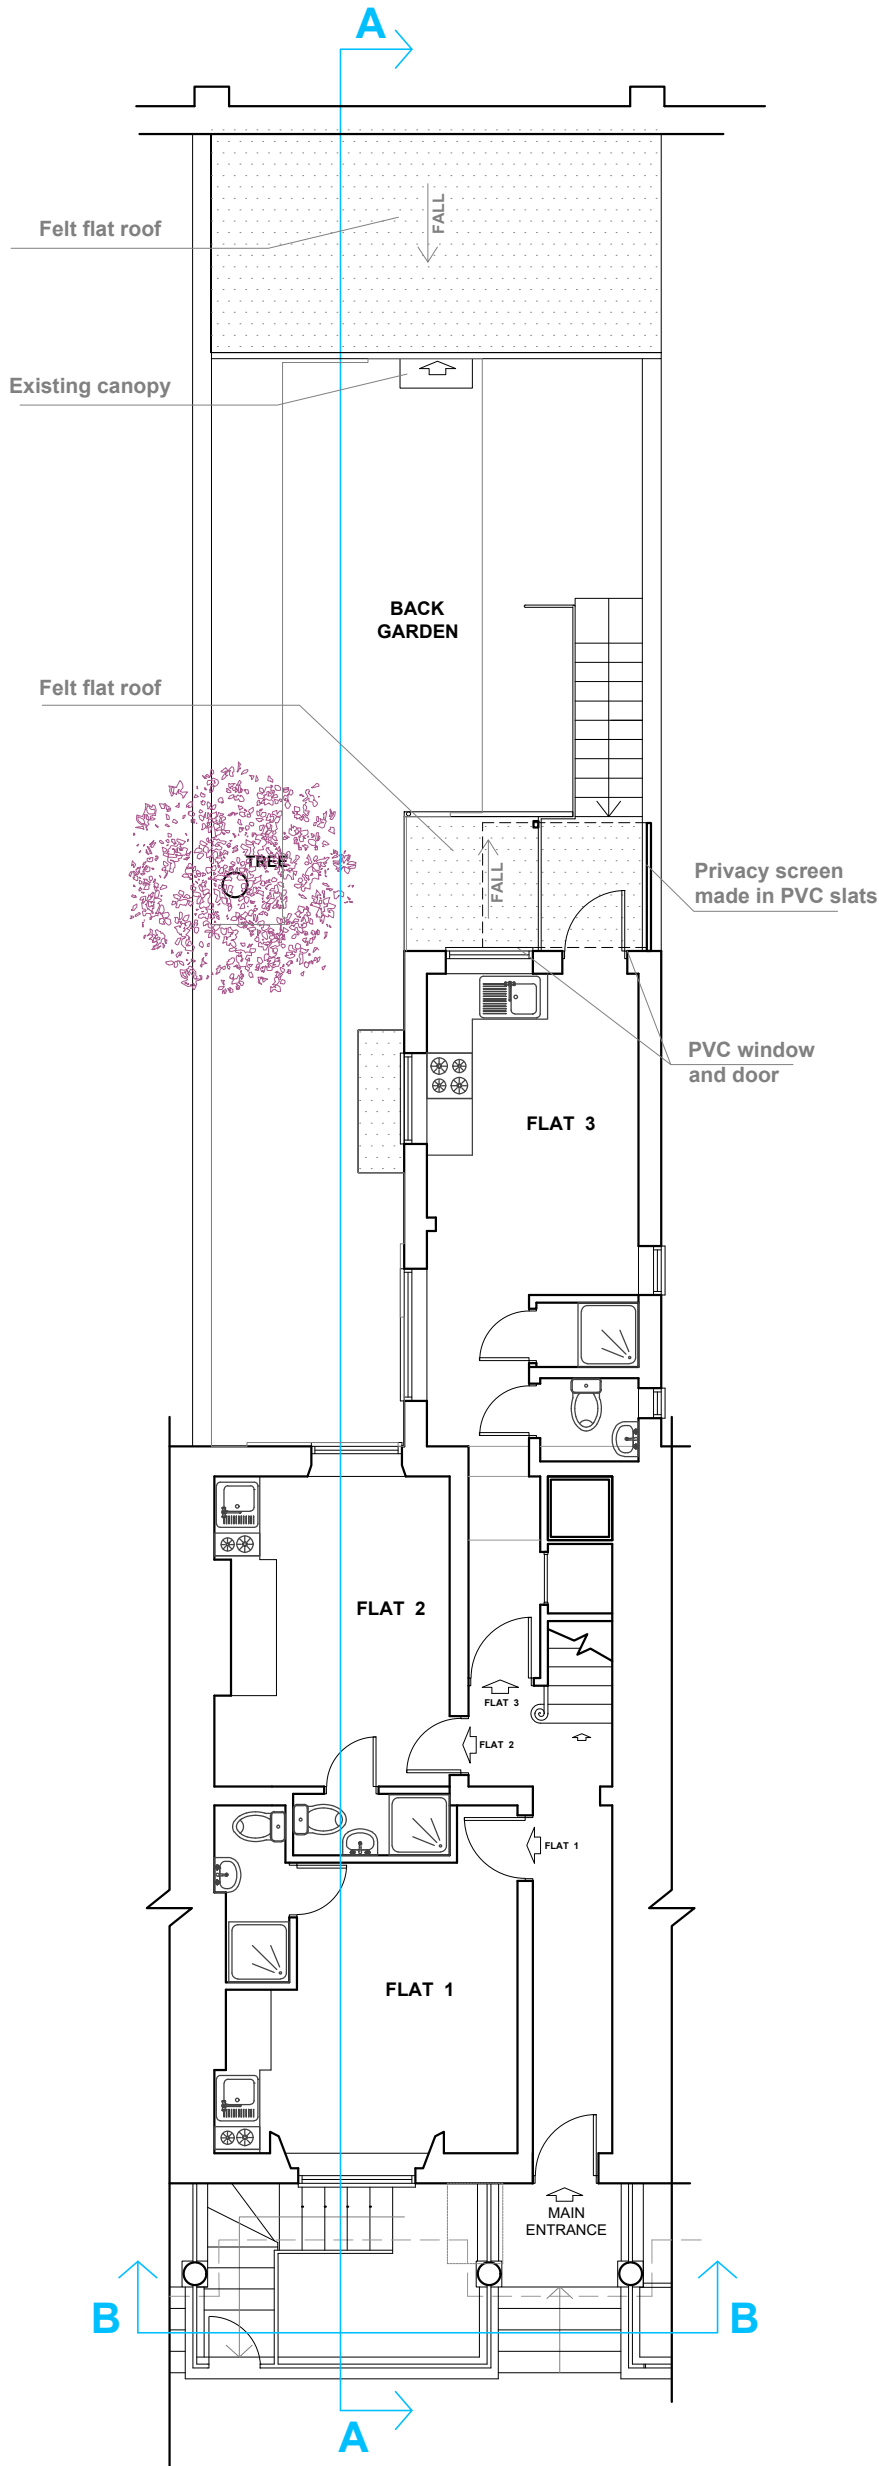 A
Felt flat roof
FALL
Existing canopy
BACK
GARDEN
Felt flat roof
TREE
FALL
Privacy screen
made in PVC slats
PVC window
and door
FLAT 3
FLAT 2
FLAT 3
FLAT 2
FLAT 1
FLAT 1
MAIN
ENTRANCE
B
B
A